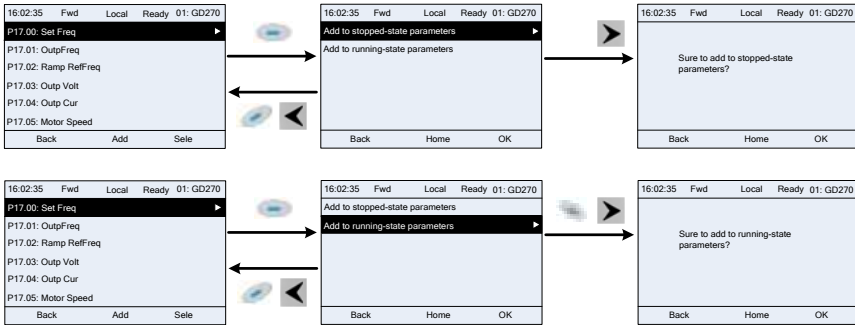 16:02:35 Fwd Local Ready 01: GD270
P17.00: Set Freq
P17.01: OutpFreq
P17.02: Ramp RefFreq
P17.03: Outp Volt
P17.04: Outp Cur
P17.05: Motor Speed
Back Add Sele
16:02:35 Fwd Local Ready 01: GD270
Add to stopped-state parameters
Add to running-state parameters
Back Home OK
16:02:35 Fwd Local Ready 01: GD270
Sure to add to stopped-state
parameters?
Back Home OK
16:02:35 Fwd Local Ready 01: GD270
P17.00: Set Freq
P17.01: OutpFreq
P17.02: Ramp RefFreq
P17.03: Outp Volt
P17.04: Outp Cur
P17.05: Motor Speed
Back Add Sele
16:02:35 Fwd Local Ready 01: GD270
Add to stopped-state parameters
Add to running-state parameters
Back Home OK
16:02:35 Fwd Local Ready 01: GD270
Sure to add to running-state
parameters?
Back Home OK